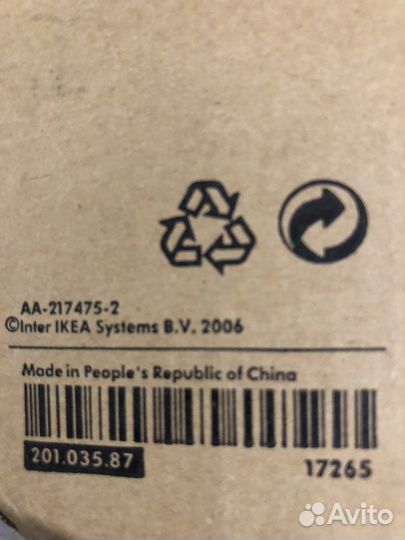 AA-217475-2
©Inter IKEA Systems B.V. 2006
Made in People's Republic of China
201.035.87
17265
Avito